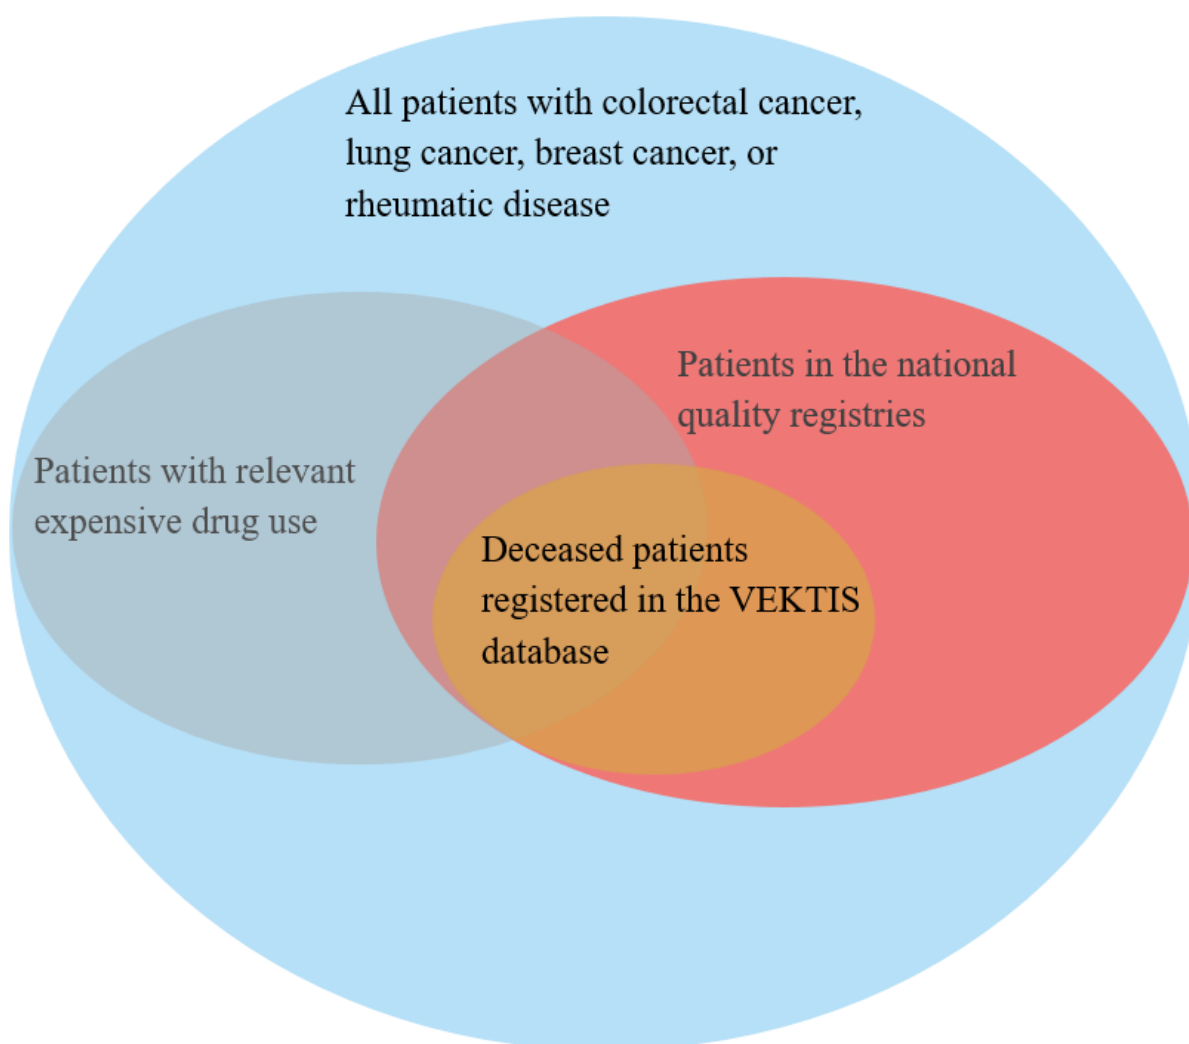 All patients with colorectal cancer,
lung cancer, breast cancer, or
rheumatic disease
Patients in the national
quality registries
Patients with relevant
expensive drug use
Deceased patients
registered in the VEKTIS
database